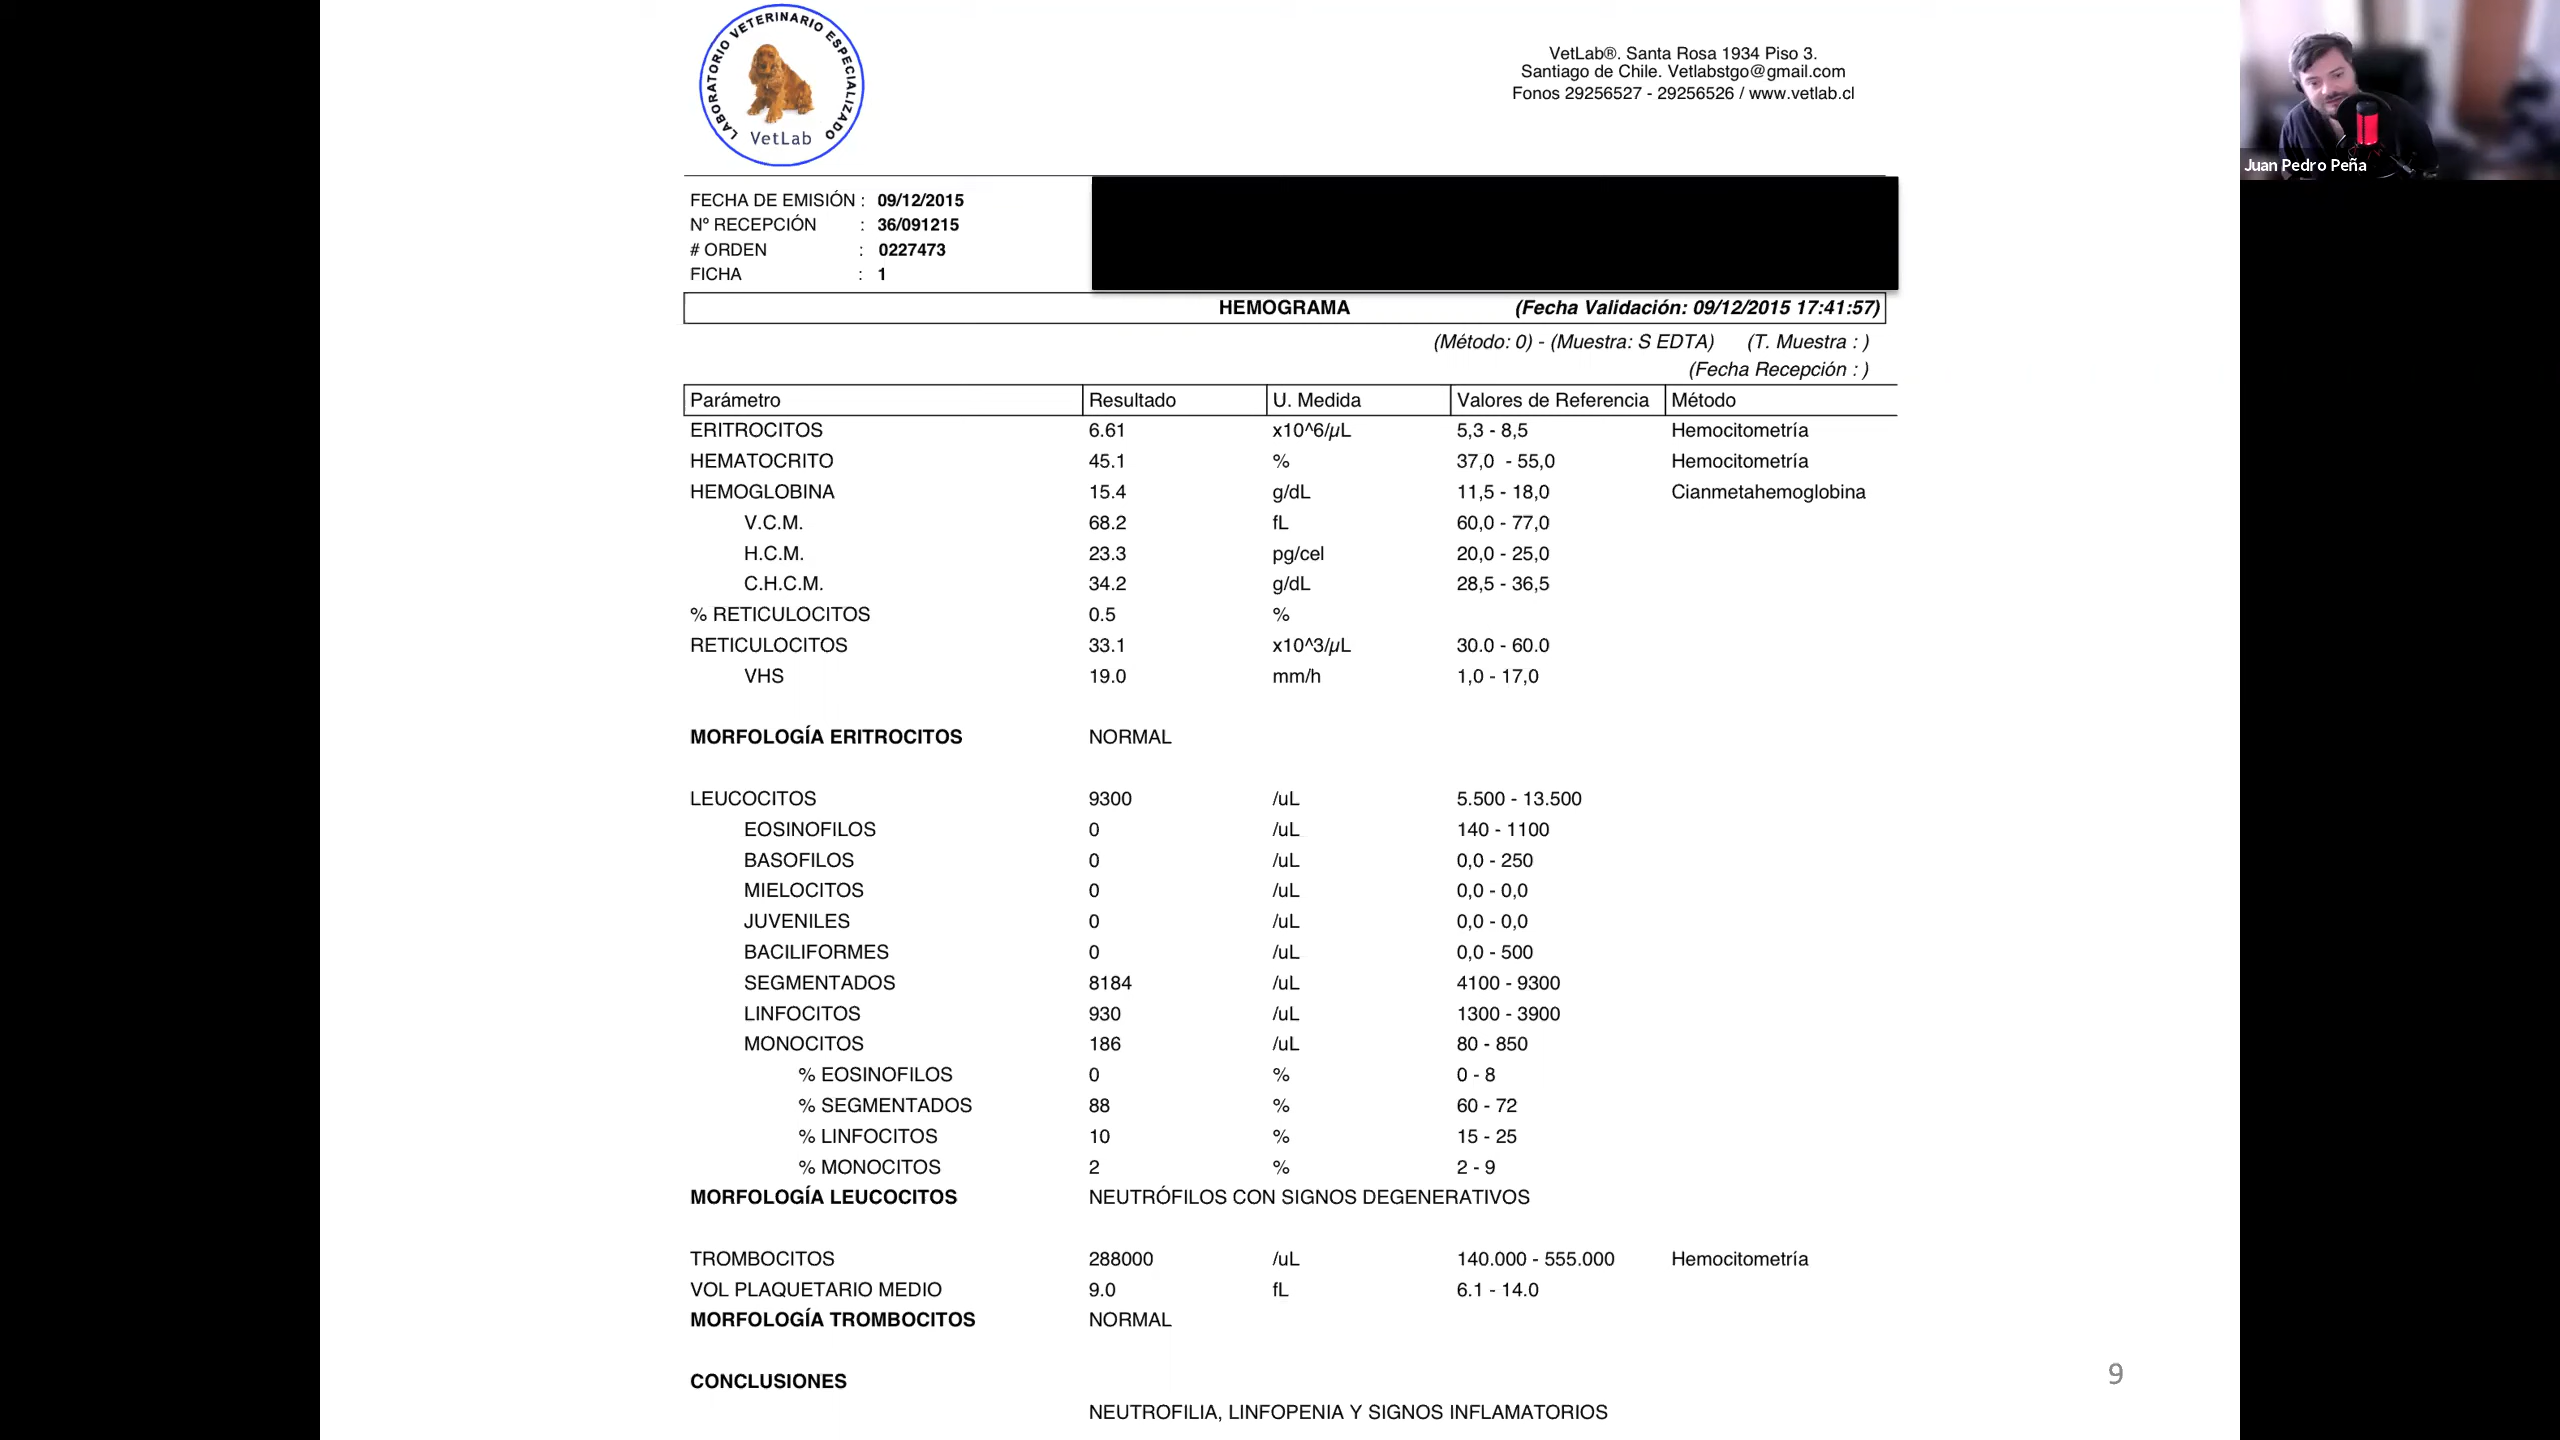 LABORATORIO VETERINARIO ESPECIALIZADO
VetLab
VetLab®. Santa Rosa 1934 Piso 3.
Santiago de Chile. Vetlabstgo@gmail.com
Fonos 29256527 - 29256526 / www.vetlab.cl
Juan Pedro Peña
FECHA DE EMISIÓN : 09/12/2015
Nº RECEPCIÓN : 36/091215
# ORDEN : 0227473
FICHA : 1
HEMOGRAMA (Fecha Validación: 09/12/2015 17:41:57)
(Método: 0) - (Muestra: S EDTA) (T. Muestra : )
(Fecha Recepción : )
Parámetro Resultado U. Medida Valores de Referencia Método
ERITROCITOS 6.61 x10^6/µL 5,3 - 8,5 Hemocitometría
HEMATOCRITO 45.1 % 37,0 - 55,0 Hemocitometría
HEMOGLOBINA 15.4 g/dL 11,5 - 18,0 Cianmetahemoglobina
V.C.M. 68.2 fL 60,0 - 77,0
H.C.M. 23.3 pg/cel 20,0 - 25,0
C.H.C.M. 34.2 g/dL 28,5 - 36,5
% RETICULOCITOS 0.5 %
RETICULOCITOS 33.1 x10^3/µL 30.0 - 60.0
VHS 19.0 mm/h 1,0 - 17,0
MORFOLOGÍA ERITROCITOS NORMAL
LEUCOCITOS 9300 /uL 5.500 - 13.500
EOSINOFILOS 0 /uL 140 - 1100
BASOFILOS 0 /uL 0,0 - 250
MIELOCITOS 0 /uL 0,0 - 0,0
JUVENILES 0 /uL 0,0 - 0,0
BACILIFORMES 0 /uL 0,0 - 500
SEGMENTADOS 8184 /uL 4100 - 9300
LINFOCITOS 930 /uL 1300 - 3900
MONOCITOS 186 /uL 80 - 850
% EOSINOFILOS 0 % 0 - 8
% SEGMENTADOS 88 % 60 - 72
% LINFOCITOS 10 % 15 - 25
% MONOCITOS 2 % 2 - 9
MORFOLOGÍA LEUCOCITOS NEUTRÓFILOS CON SIGNOS DEGENERATIVOS
TROMBOCITOS 288000 /uL 140.000 - 555.000 Hemocitometría
VOL PLAQUETARIO MEDIO 9.0 fL 6.1 - 14.0
MORFOLOGÍA TROMBOCITOS NORMAL
CONCLUSIONES
NEUTROFILIA, LINFOPENIA Y SIGNOS INFLAMATORIOS
9